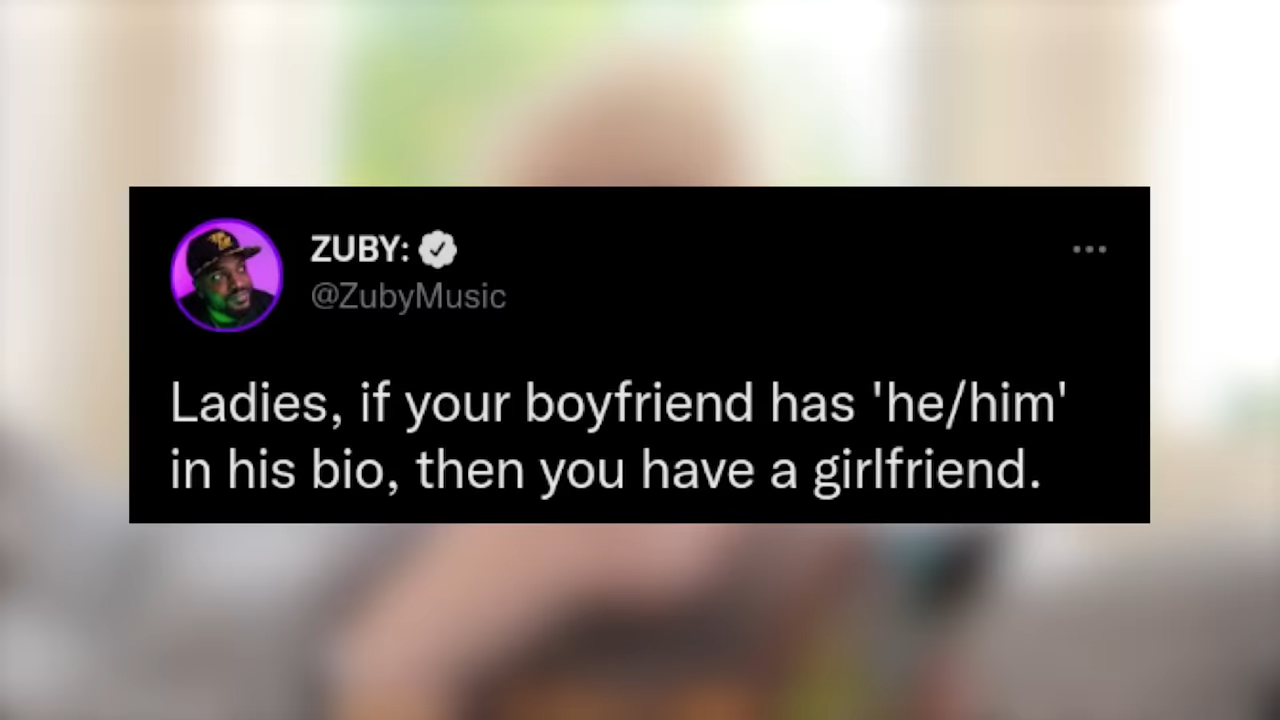 ZUBY:
@ZubyMusic
Ladies, if your boyfriend has 'he/him'
in his bio, then you have a girlfriend.